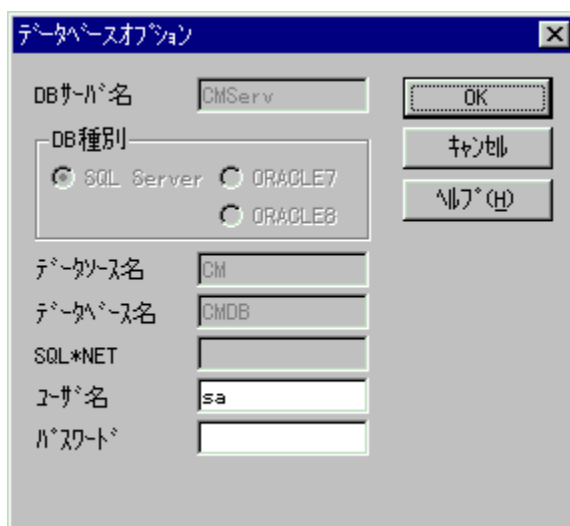 ﾃﾞｰﾀﾍﾞｰｽｵﾌﾟｼｮﾝ
DBｻｰﾊﾞ名 CMServ
OK
DB種別
SQL Server ORACLE7
ORACLE8
ｷｬﾝｾﾙ
ﾍﾙﾌﾟ(H)
ﾃﾞｰﾀｿｰｽ名 CM
ﾃﾞｰﾀﾍﾞｰｽ名 CMDB
SQL*NET
ﾕｰｻﾞ名 sa
ﾊﾟｽﾜｰﾄﾞ